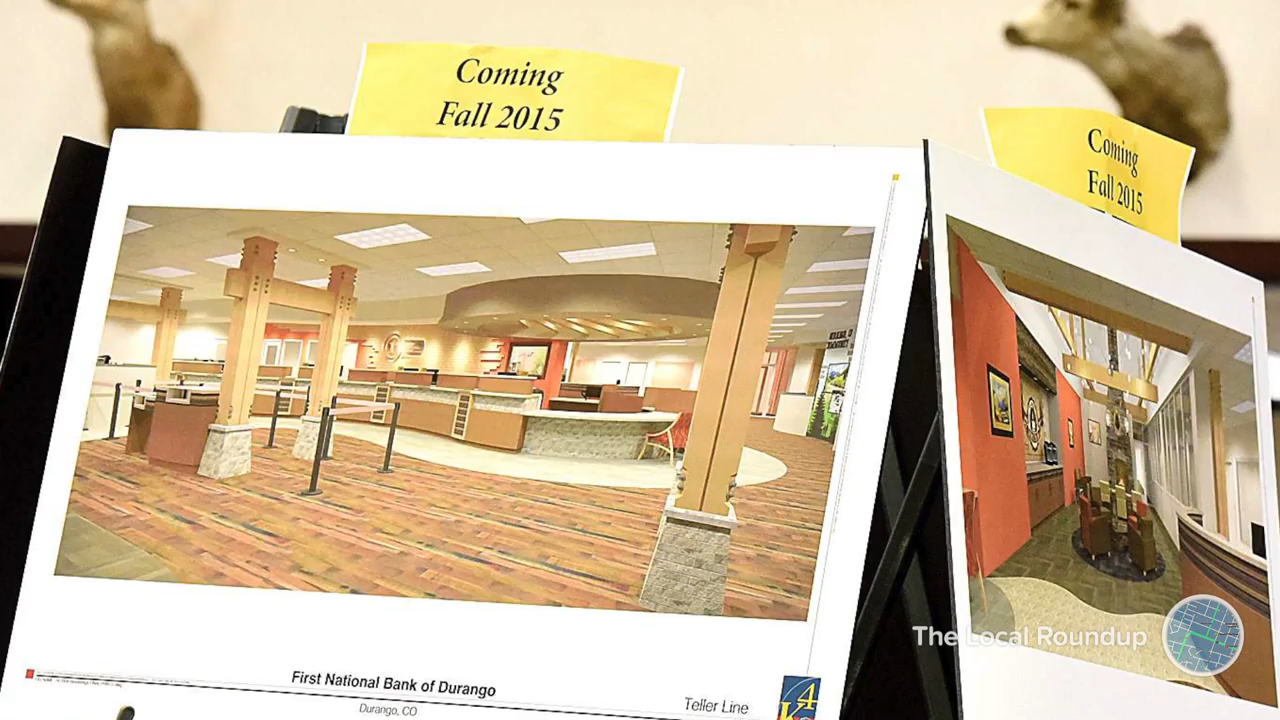 Coming
Fall 2015
Coming
Fall 2015
First National Bank of Durango
Durango, CO
Teller Line
The Local Roundup